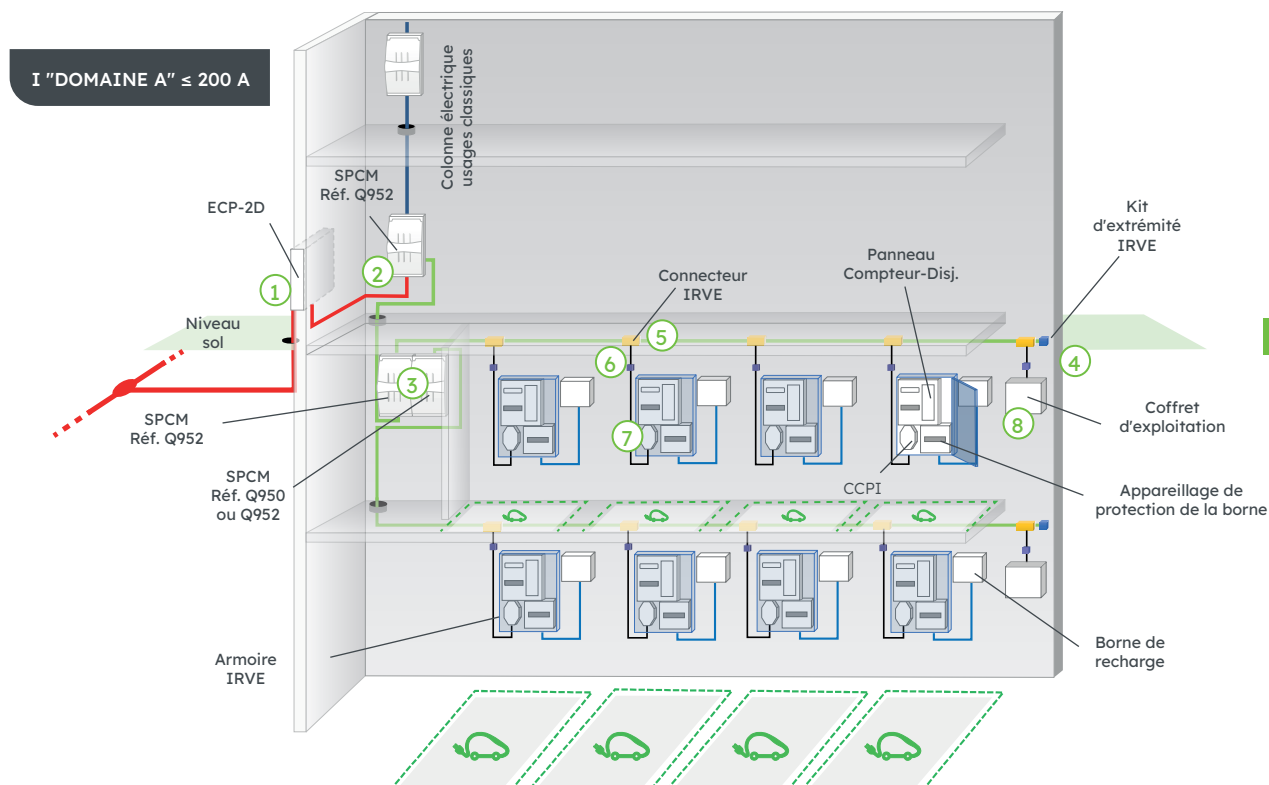 I "DOMAINE A" ≤ 200 A
Colonne électrique
usages classiques
SPCM
Réf. Q952
ECP-2D
1
2
Niveau
sol
Connecteur
IRVE
Panneau
Compteur-Disj.
Kit
d'extrémité
IRVE
5
6
4
3
7
8
SPCM
Réf. Q952
SPCM
Réf. Q950
ou Q952
CCPI
Coffret
d'exploitation
Appareillage de
protection de la borne
Armoire
IRVE
Borne de
recharge